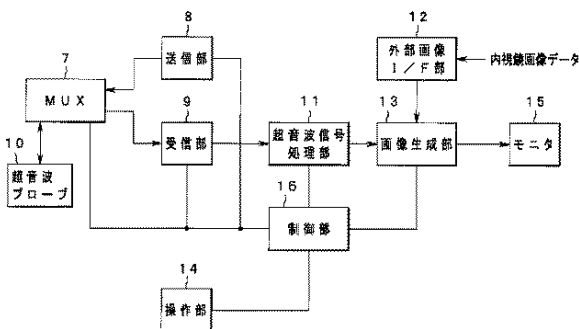 8
送信部
12
外部画像
I/F部
内視鏡画像データ
7
MUX
9
受信部
11
超音波信号
処理部
13
画像生成部
15
モニタ
10
超音波
プローブ
16
制御部
14
操作部